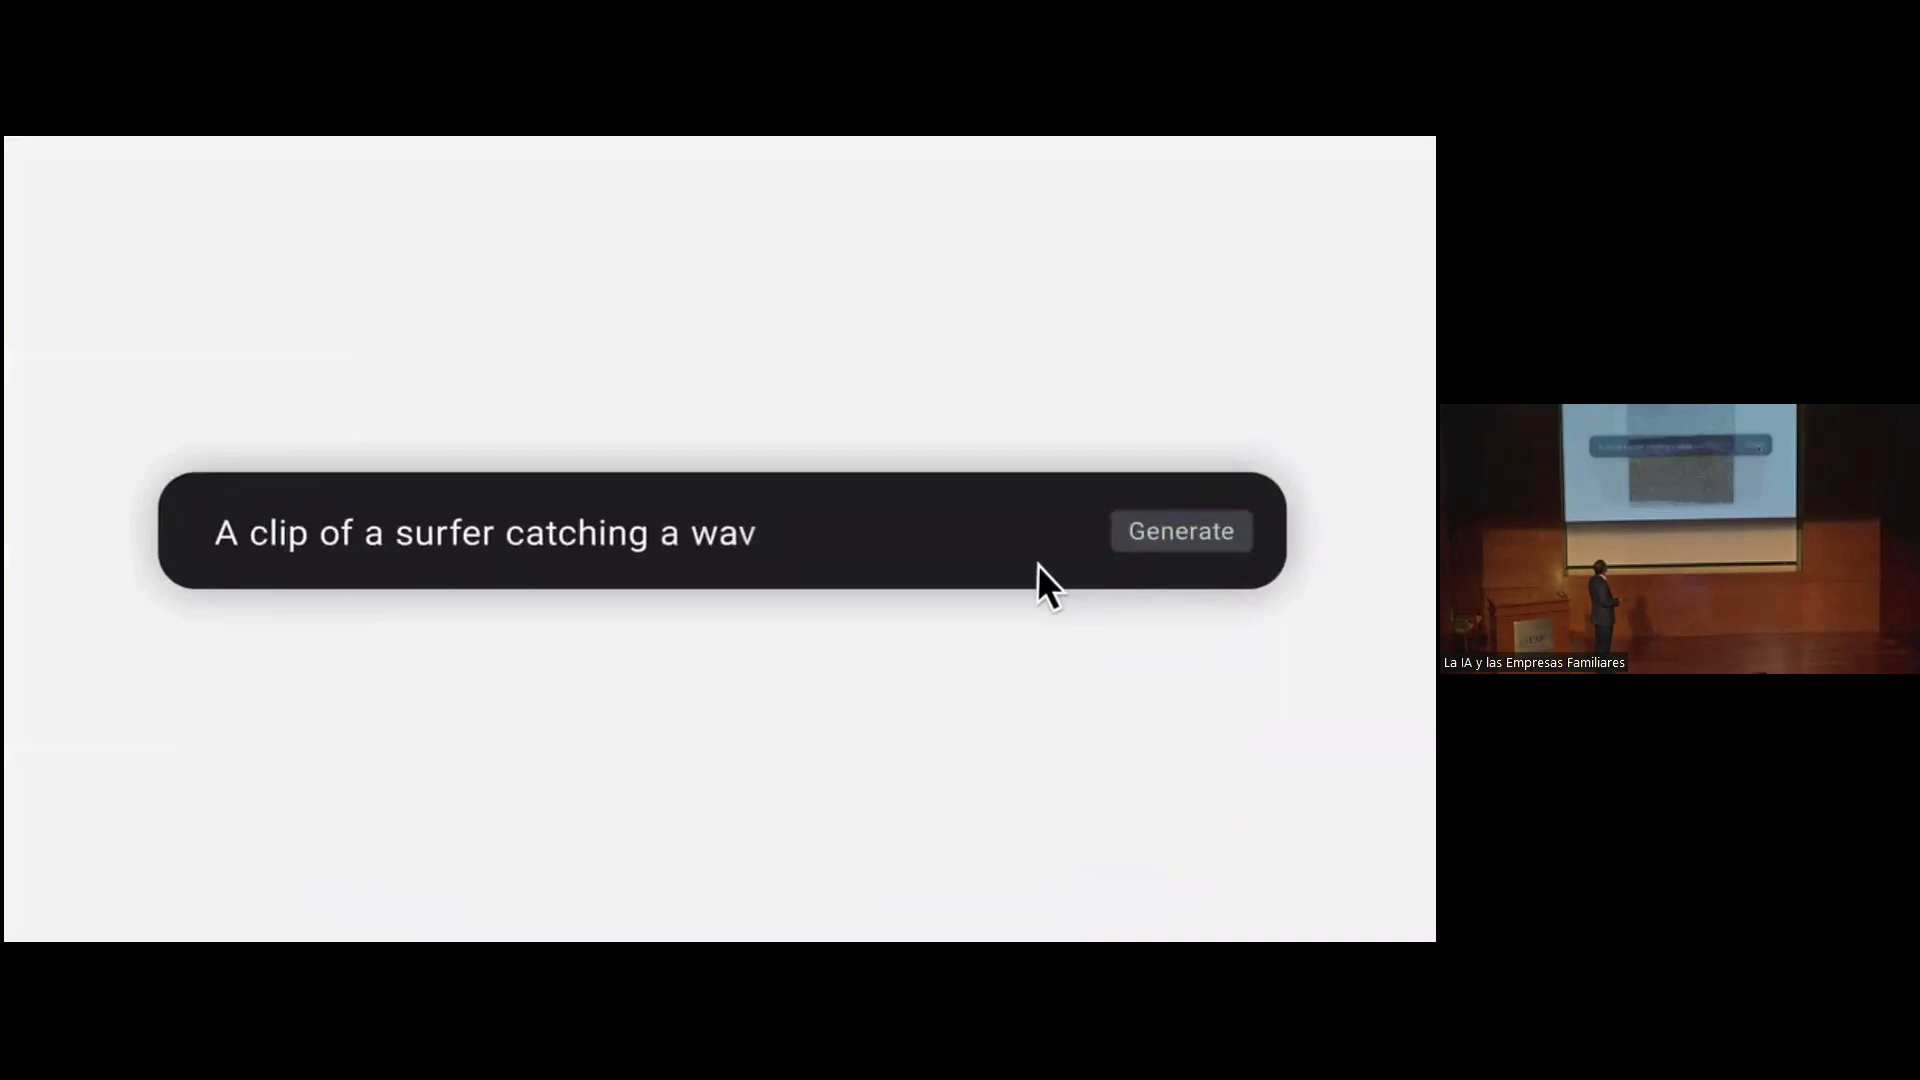 A clip of a surfer catching a wav
Generate
La IA y las Empresas Familiares